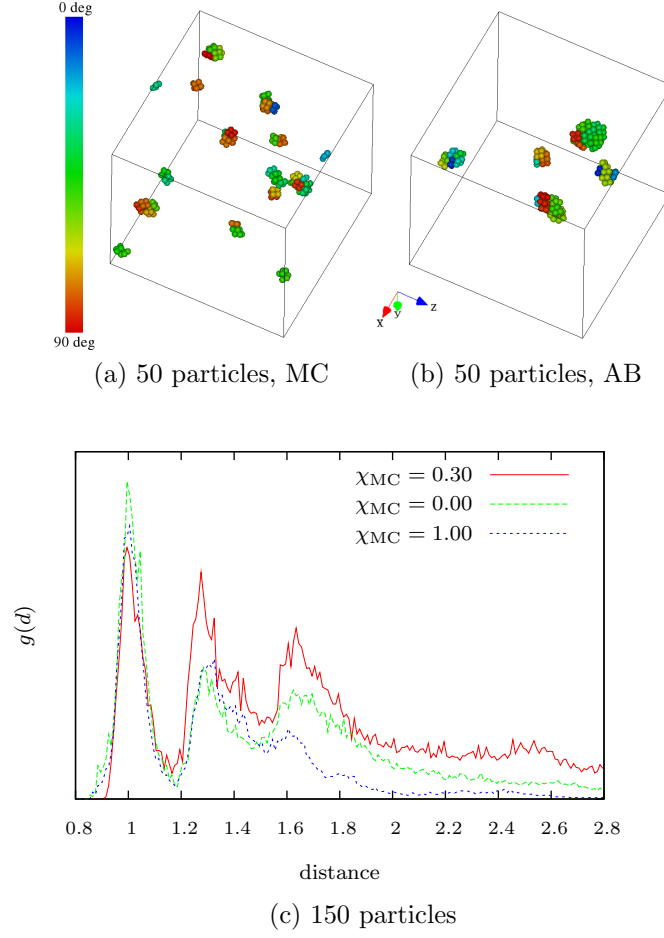 0 deg
90 deg
x
y
z
(a) 50 particles, MC
(b) 50 particles, AB
χMC = 0.30
χMC = 0.00
χMC = 1.00
g(d)
0.8 1 1.2 1.4 1.6 1.8 2 2.2 2.4 2.6 2.8
distance
(c) 150 particles